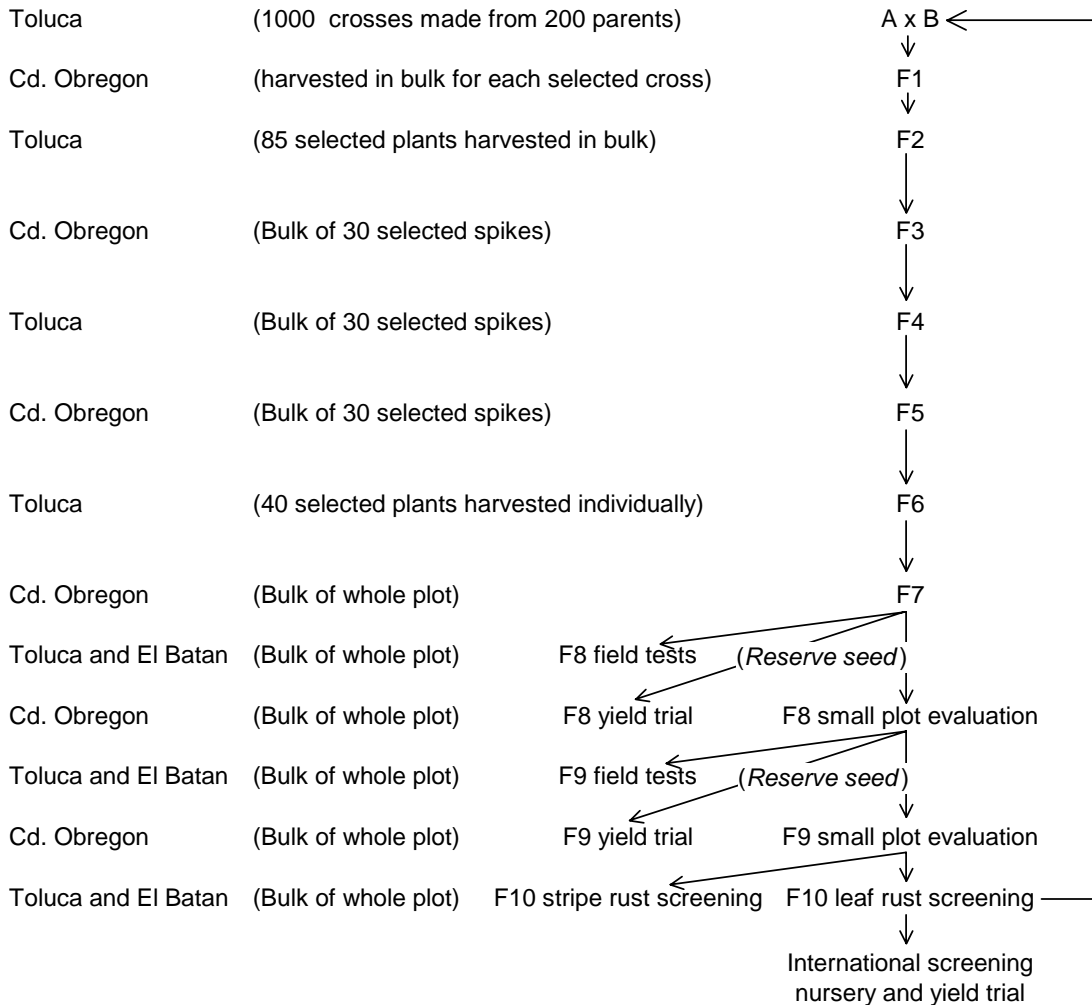 Toluca (1000 crosses made from 200 parents) A x B
Cd. Obregon (harvested in bulk for each selected cross) F1
Toluca (85 selected plants harvested in bulk) F2
Cd. Obregon (Bulk of 30 selected spikes) F3
Toluca (Bulk of 30 selected spikes) F4
Cd. Obregon (Bulk of 30 selected spikes) F5
Toluca (40 selected plants harvested individually) F6
Cd. Obregon (Bulk of whole plot) F7
Toluca and El Batan (Bulk of whole plot) F8 field tests (Reserve seed)
Cd. Obregon (Bulk of whole plot) F8 yield trial F8 small plot evaluation
Toluca and El Batan (Bulk of whole plot) F9 field tests (Reserve seed)
Cd. Obregon (Bulk of whole plot) F9 yield trial F9 small plot evaluation
Toluca and El Batan (Bulk of whole plot) F10 stripe rust screening F10 leaf rust screening
International screening
nursery and yield trial